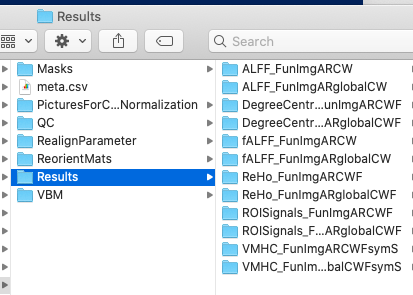 Results
Search
Masks
meta.csv
PicturesForC...Normalization
QC
RealignParameter
ReorientMats
Results
VBM
ALFF_FunImgARCW
ALFF_FunImgARglobalCW
DegreeCentr...unImgARCWF
DegreeCentr...ARglobalCWF
fALFF_FunImgARCW
fALFF_FunImgARglobalCW
ReHo_FunImgARCWF
ReHo_FunImgARglobalCWF
ROISignals_FunImgARCWF
ROISignals_FunI...ARglobalCWF
VMHC_FunImgARCWFsymS
VMHC_FunIm...balCWFsymS